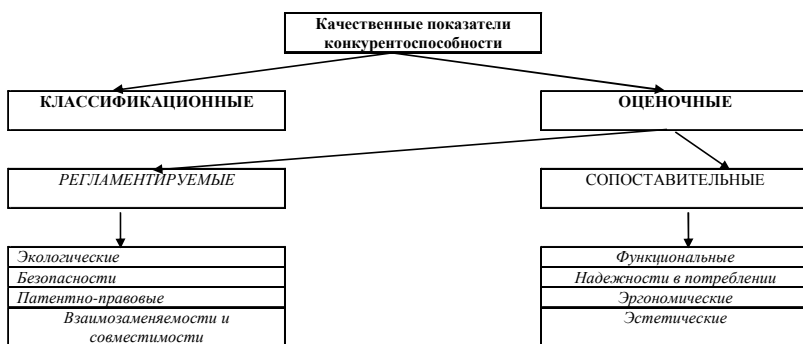 Качественные показатели
конкурентоспособности
КЛАССИФИКАЦИОННЫЕ
ОЦЕНОЧНЫЕ
РЕГЛАМЕНТИРУЕМЫЕ
СОПОСТАВИТЕЛЬНЫЕ
Экологические
Безопасности
Патентно-правовые
Взаимозаменяемости и
совместимости
Функциональные
Надежности в потреблении
Эргономические
Эстетические